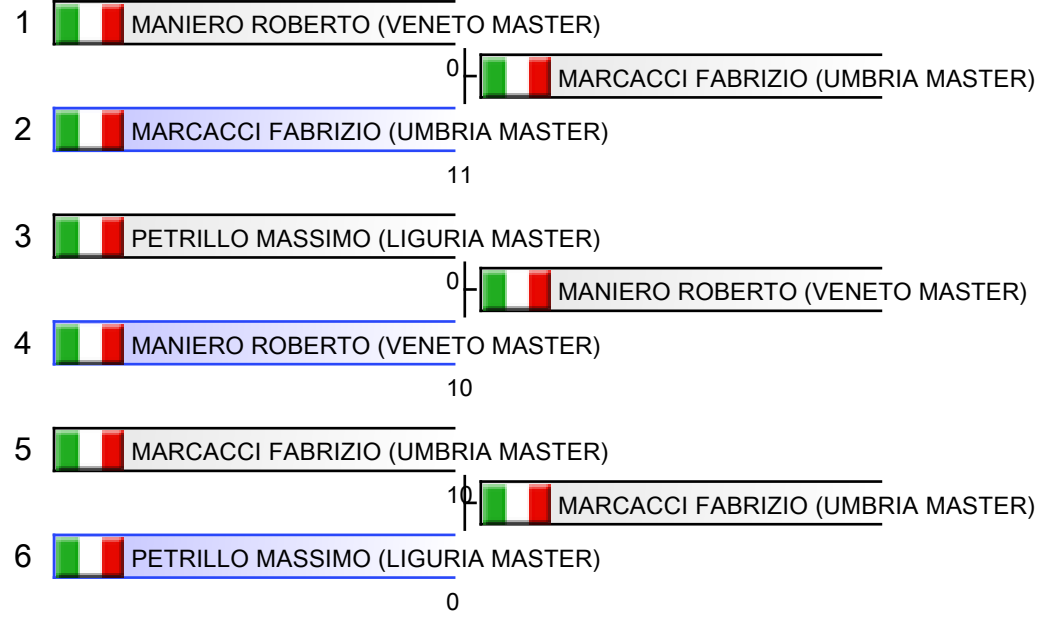 1 MANIERO ROBERTO (VENETO MASTER)
0 MARCACCI FABRIZIO (UMBRIA MASTER)
2 MARCACCI FABRIZIO (UMBRIA MASTER)
11
3 PETRILLO MASSIMO (LIGURIA MASTER)
0 MANIERO ROBERTO (VENETO MASTER)
4 MANIERO ROBERTO (VENETO MASTER)
10
5 MARCACCI FABRIZIO (UMBRIA MASTER)
10 MARCACCI FABRIZIO (UMBRIA MASTER)
6 PETRILLO MASSIMO (LIGURIA MASTER)
0